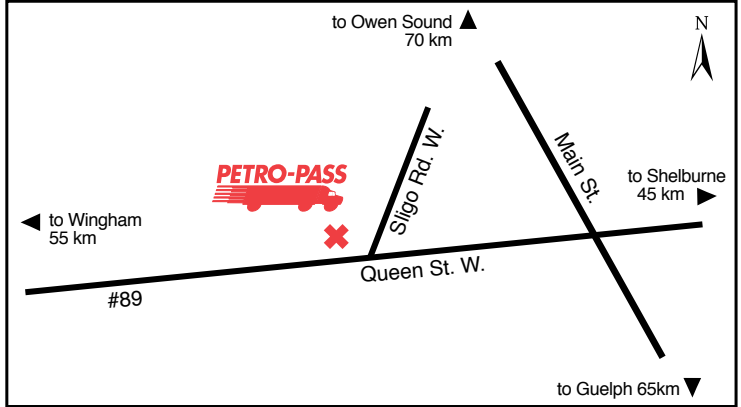 to Owen Sound
70 km
N
Main St.
Sligo Rd. W.
to Shelburne
45 km
PETRO-PASS
to Wingham
55 km
Queen St. W.
#89
to Guelph 65km